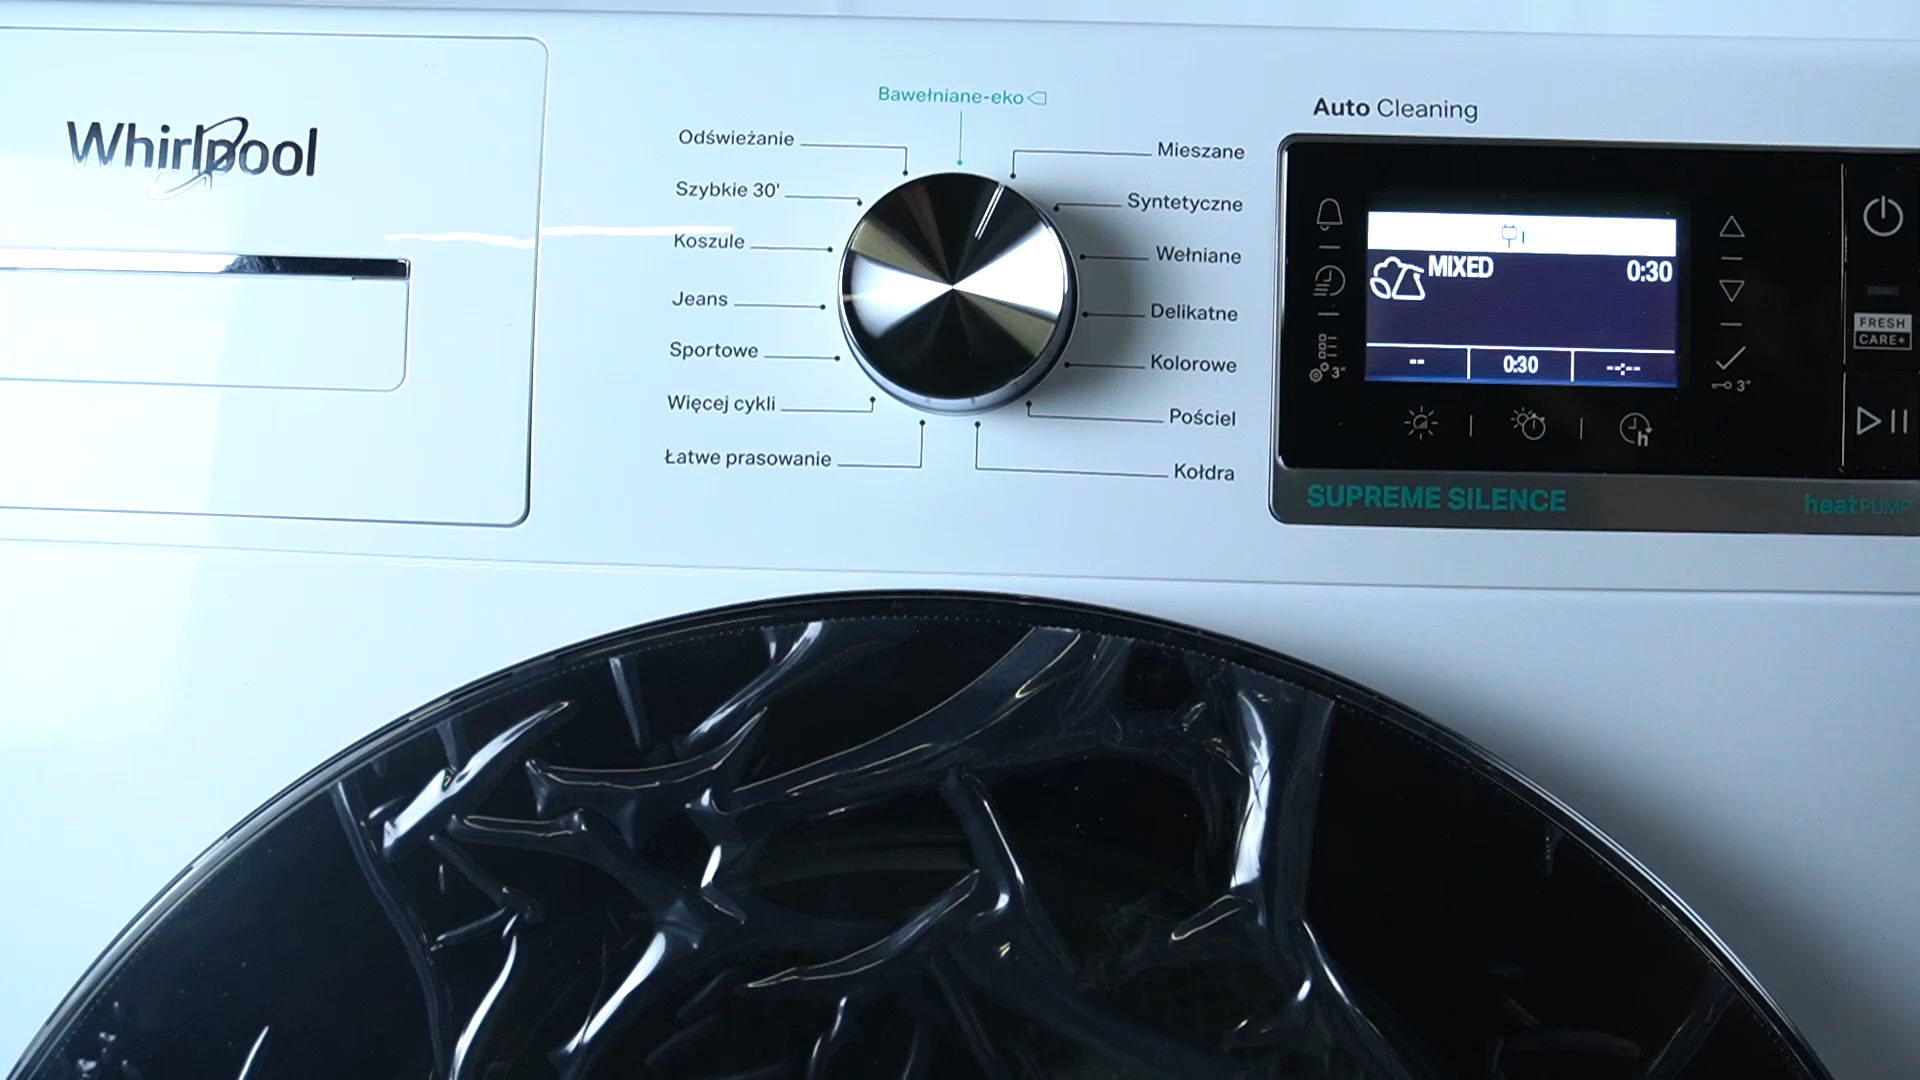 Whirlpool
Bawełniane-eko
Odświeżanie
Szybkie 30'
Koszule
Jeans
Sportowe
Więcej cykli
Łatwe prasowanie
Mieszane
Syntetyczne
Wełniane
Delikatne
Kolorowe
Pościel
Kołdra
Auto Cleaning
MIXED 0:30
-- 0:30 --:--
3"
3"
h
FRESH
CARE+
SUPREME SILENCE
heatPUMP